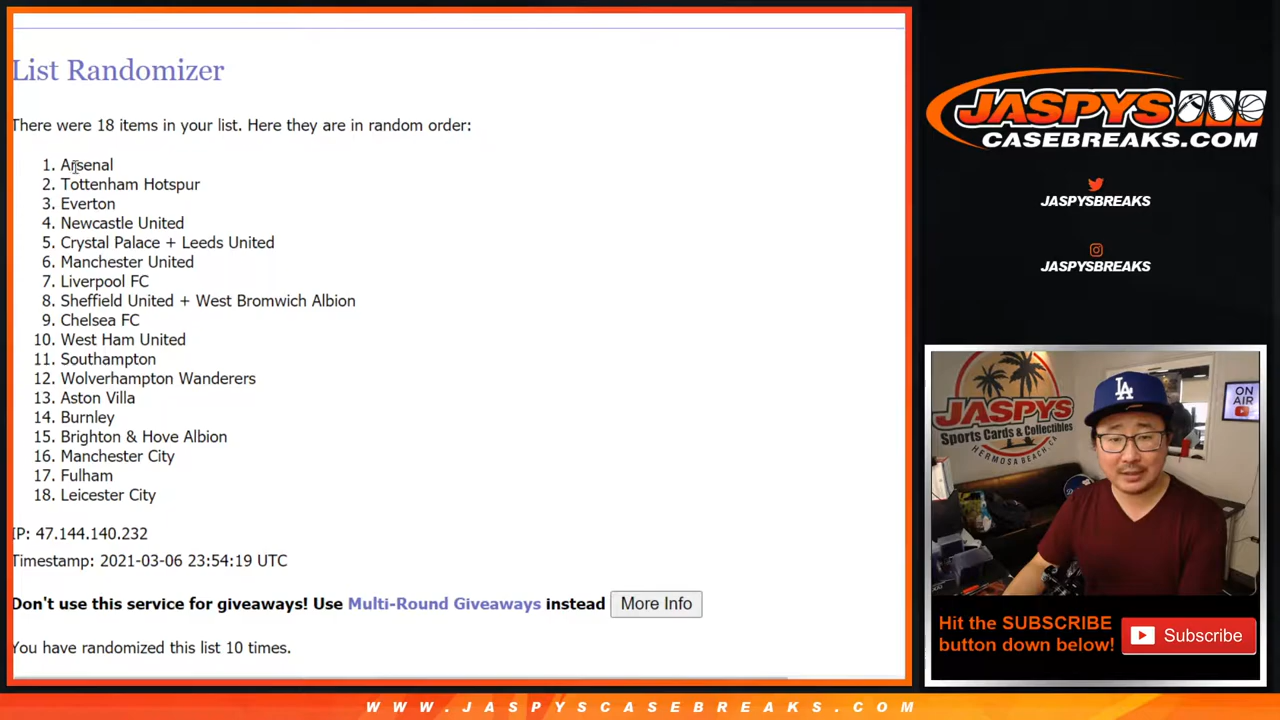 List Randomizer
There were 18 items in your list. Here they are in random order:
1. Arsenal
2. Tottenham Hotspur
3. Everton
4. Newcastle United
5. Crystal Palace + Leeds United
6. Manchester United
7. Liverpool FC
8. Sheffield United + West Bromwich Albion
9. Chelsea FC
10. West Ham United
11. Southampton
12. Wolverhampton Wanderers
13. Aston Villa
14. Burnley
15. Brighton & Hove Albion
16. Manchester City
17. Fulham
18. Leicester City
IP: 47.144.140.232
Timestamp: 2021-03-06 23:54:19 UTC
Don't use this service for giveaways! Use Multi-Round Giveaways instead More Info
You have randomized this list 10 times.
JASPYS
CASEBREAKS.COM
JASPYSBREAKS
JASPYSBREAKS
JASPYS
Sports Cards & Collectibles
HERMOSA BEACH, CA
LA
ON
AIR
Hit the SUBSCRIBE
button down below!
Subscribe
WWW.JASPYSCASEBREAKS.COM